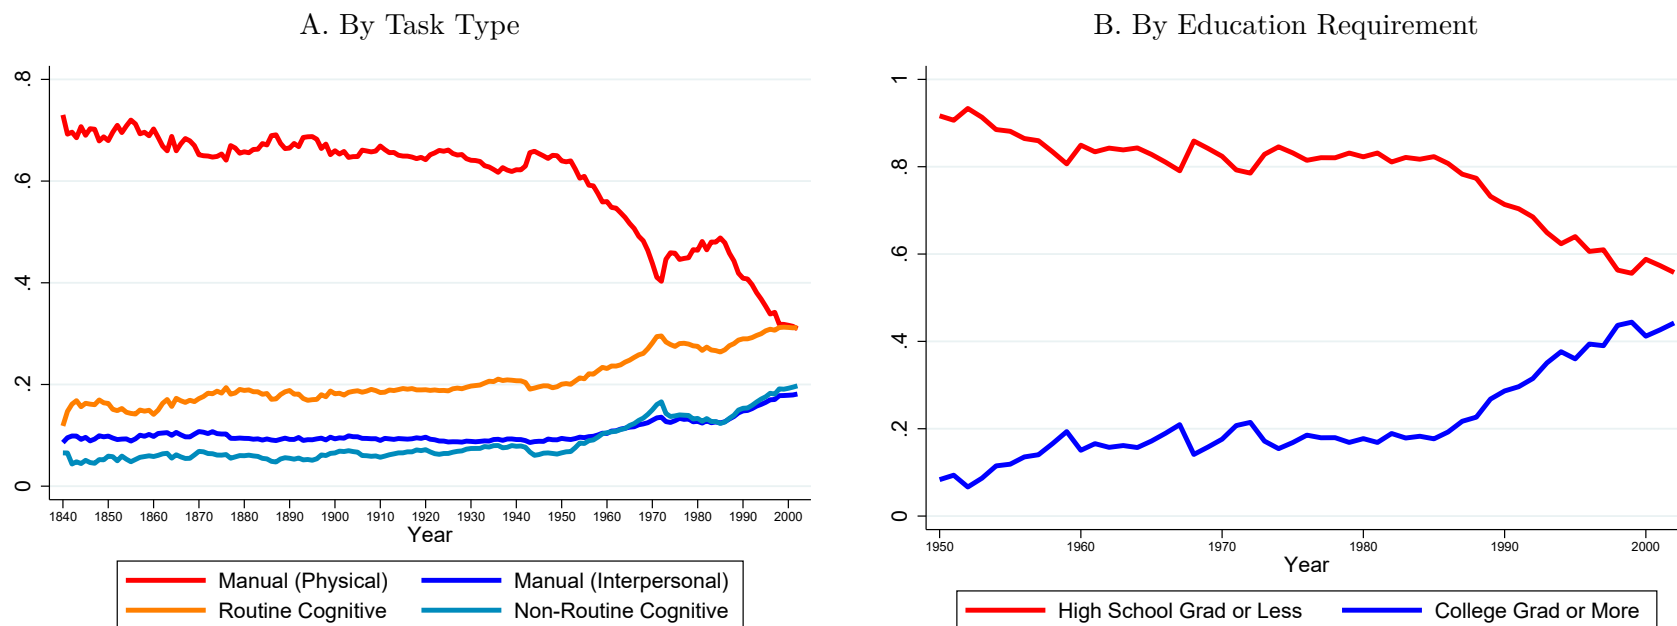 A. By Task Type
.8
.6
.4
.2
0
1840 1850 1860 1870 1880 1890 1900 1910 1920 1930 1940 1950 1960 1970 1980 1990 2000
Year
Manual (Physical) Manual (Interpersonal)
Routine Cognitive Non-Routine Cognitive
B. By Education Requirement
1
.8
.6
.4
.2
0
1950 1960 1970 1980 1990 2000
Year
High School Grad or Less College Grad or More